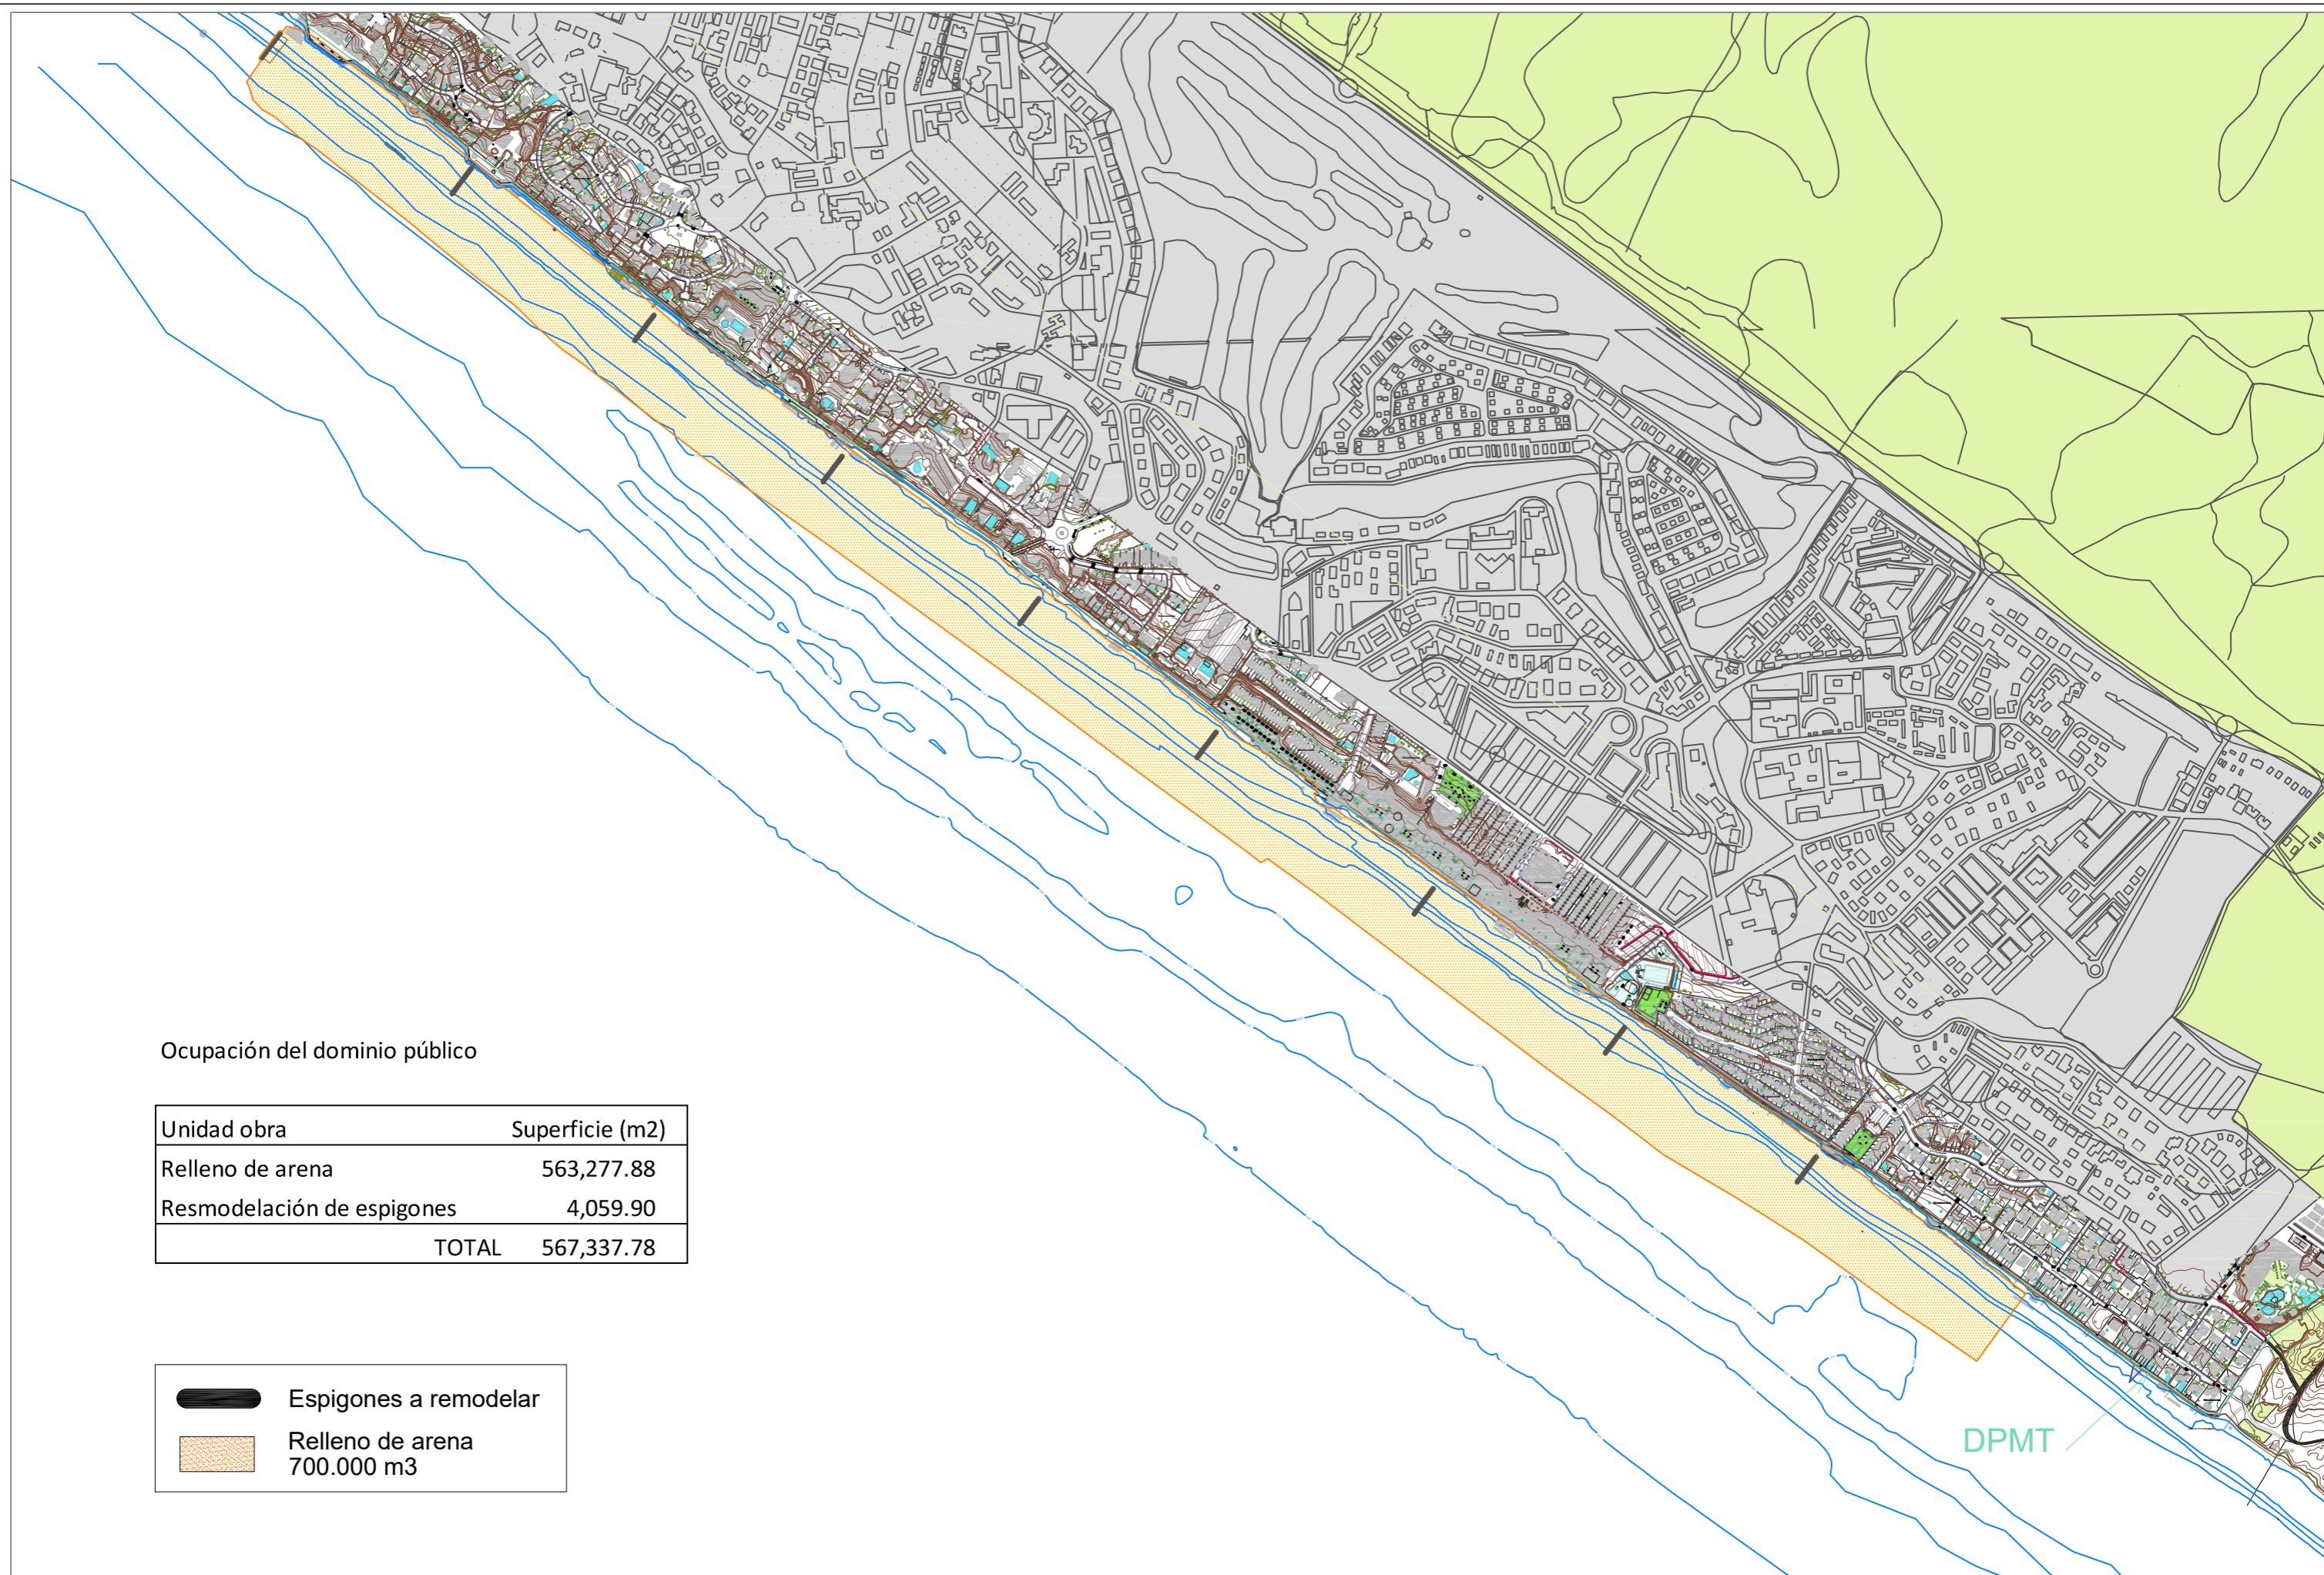 Ocupación del dominio público
Unidad obra Superficie (m2)
Relleno de arena 563,277.88
Resmodelación de espigones 4,059.90
TOTAL 567,337.78
Espigones a remodelar
Relleno de arena
700.000 m3
DPMT